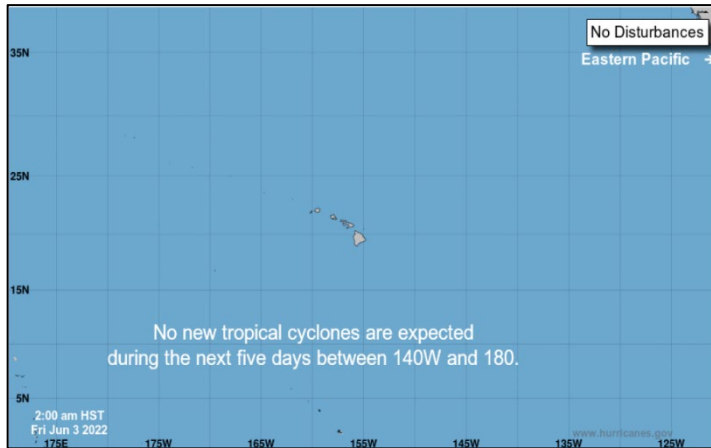 No Disturbances
35N
Eastern Pacific →
25N
15N
No new tropical cyclones are expected
during the next five days between 140W and 180.
5N
2:00 am HST
Fri Jun 3 2022
www.hurricanes.gov
175E 175W 165W 155W 145W 135W 125W